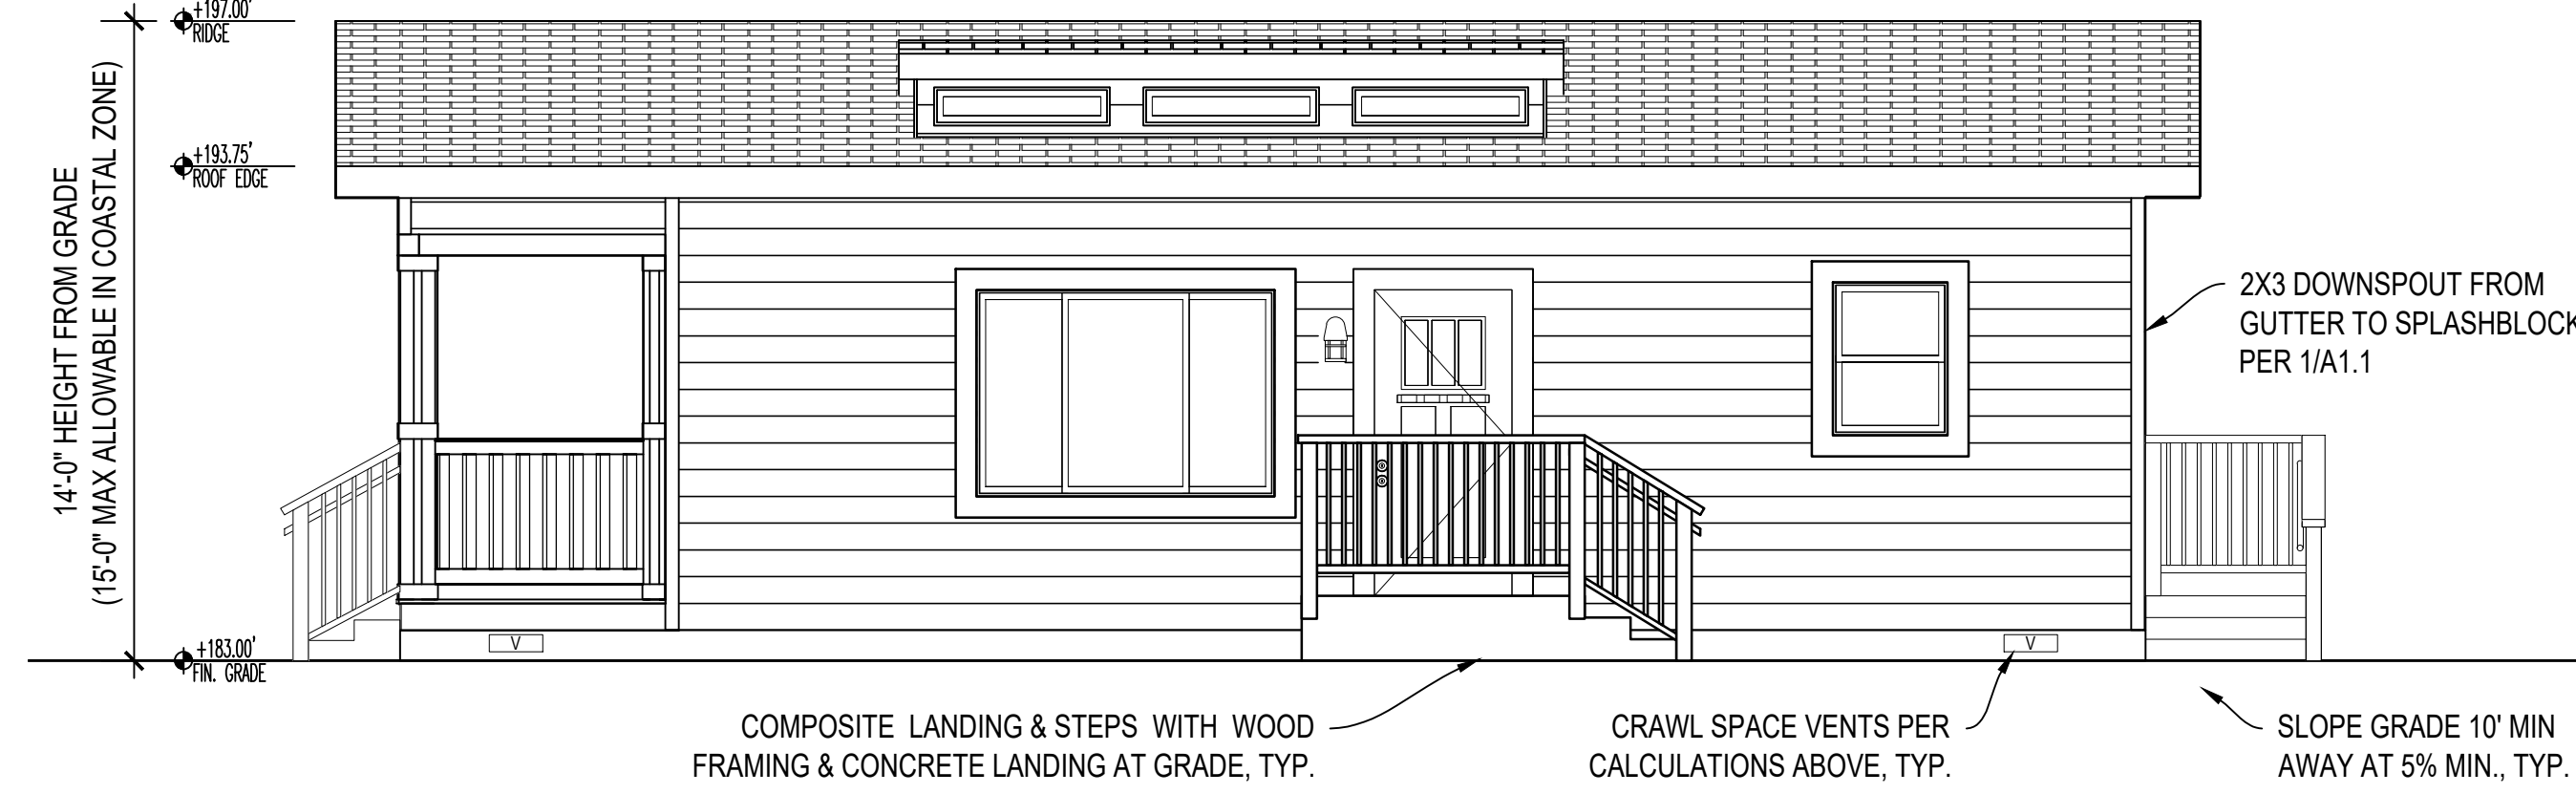 +197.00'
RIDGE
+193.75'
ROOF EDGE
14'-0" HEIGHT FROM GRADE
(15'-0" MAX ALLOWABLE IN COASTAL ZONE)
2X3 DOWNSPOUT FROM
GUTTER TO SPLASHBLOCK
PER 1/A1.1
V
V
+183.00'
FIN. GRADE
COMPOSITE LANDING & STEPS WITH WOOD
FRAMING & CONCRETE LANDING AT GRADE, TYP.
CRAWL SPACE VENTS PER
CALCULATIONS ABOVE, TYP.
SLOPE GRADE 10' MIN
AWAY AT 5% MIN., TYP.